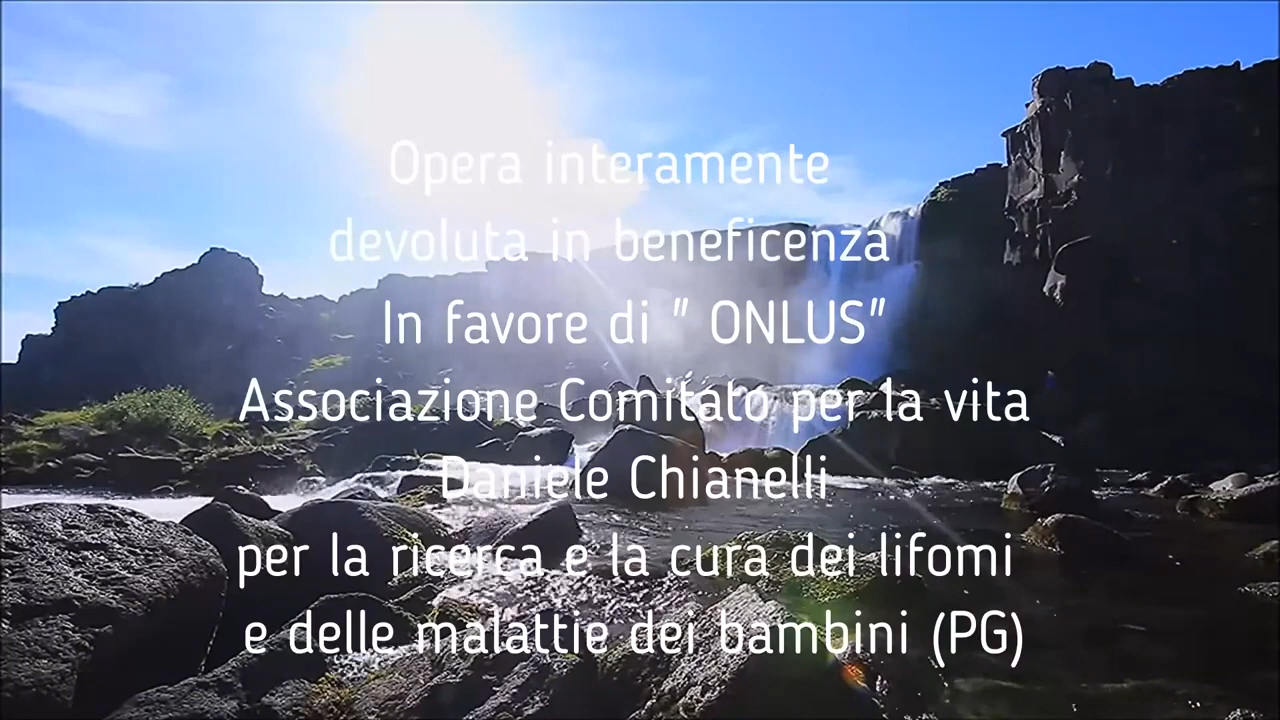 Opera interamente
devoluta in beneficenza
In favore di " ONLUS"
Associazione Comitato per la vita
Daniele Chianelli
per la ricerca e la cura dei lifomi
e delle malattie dei bambini (PG)